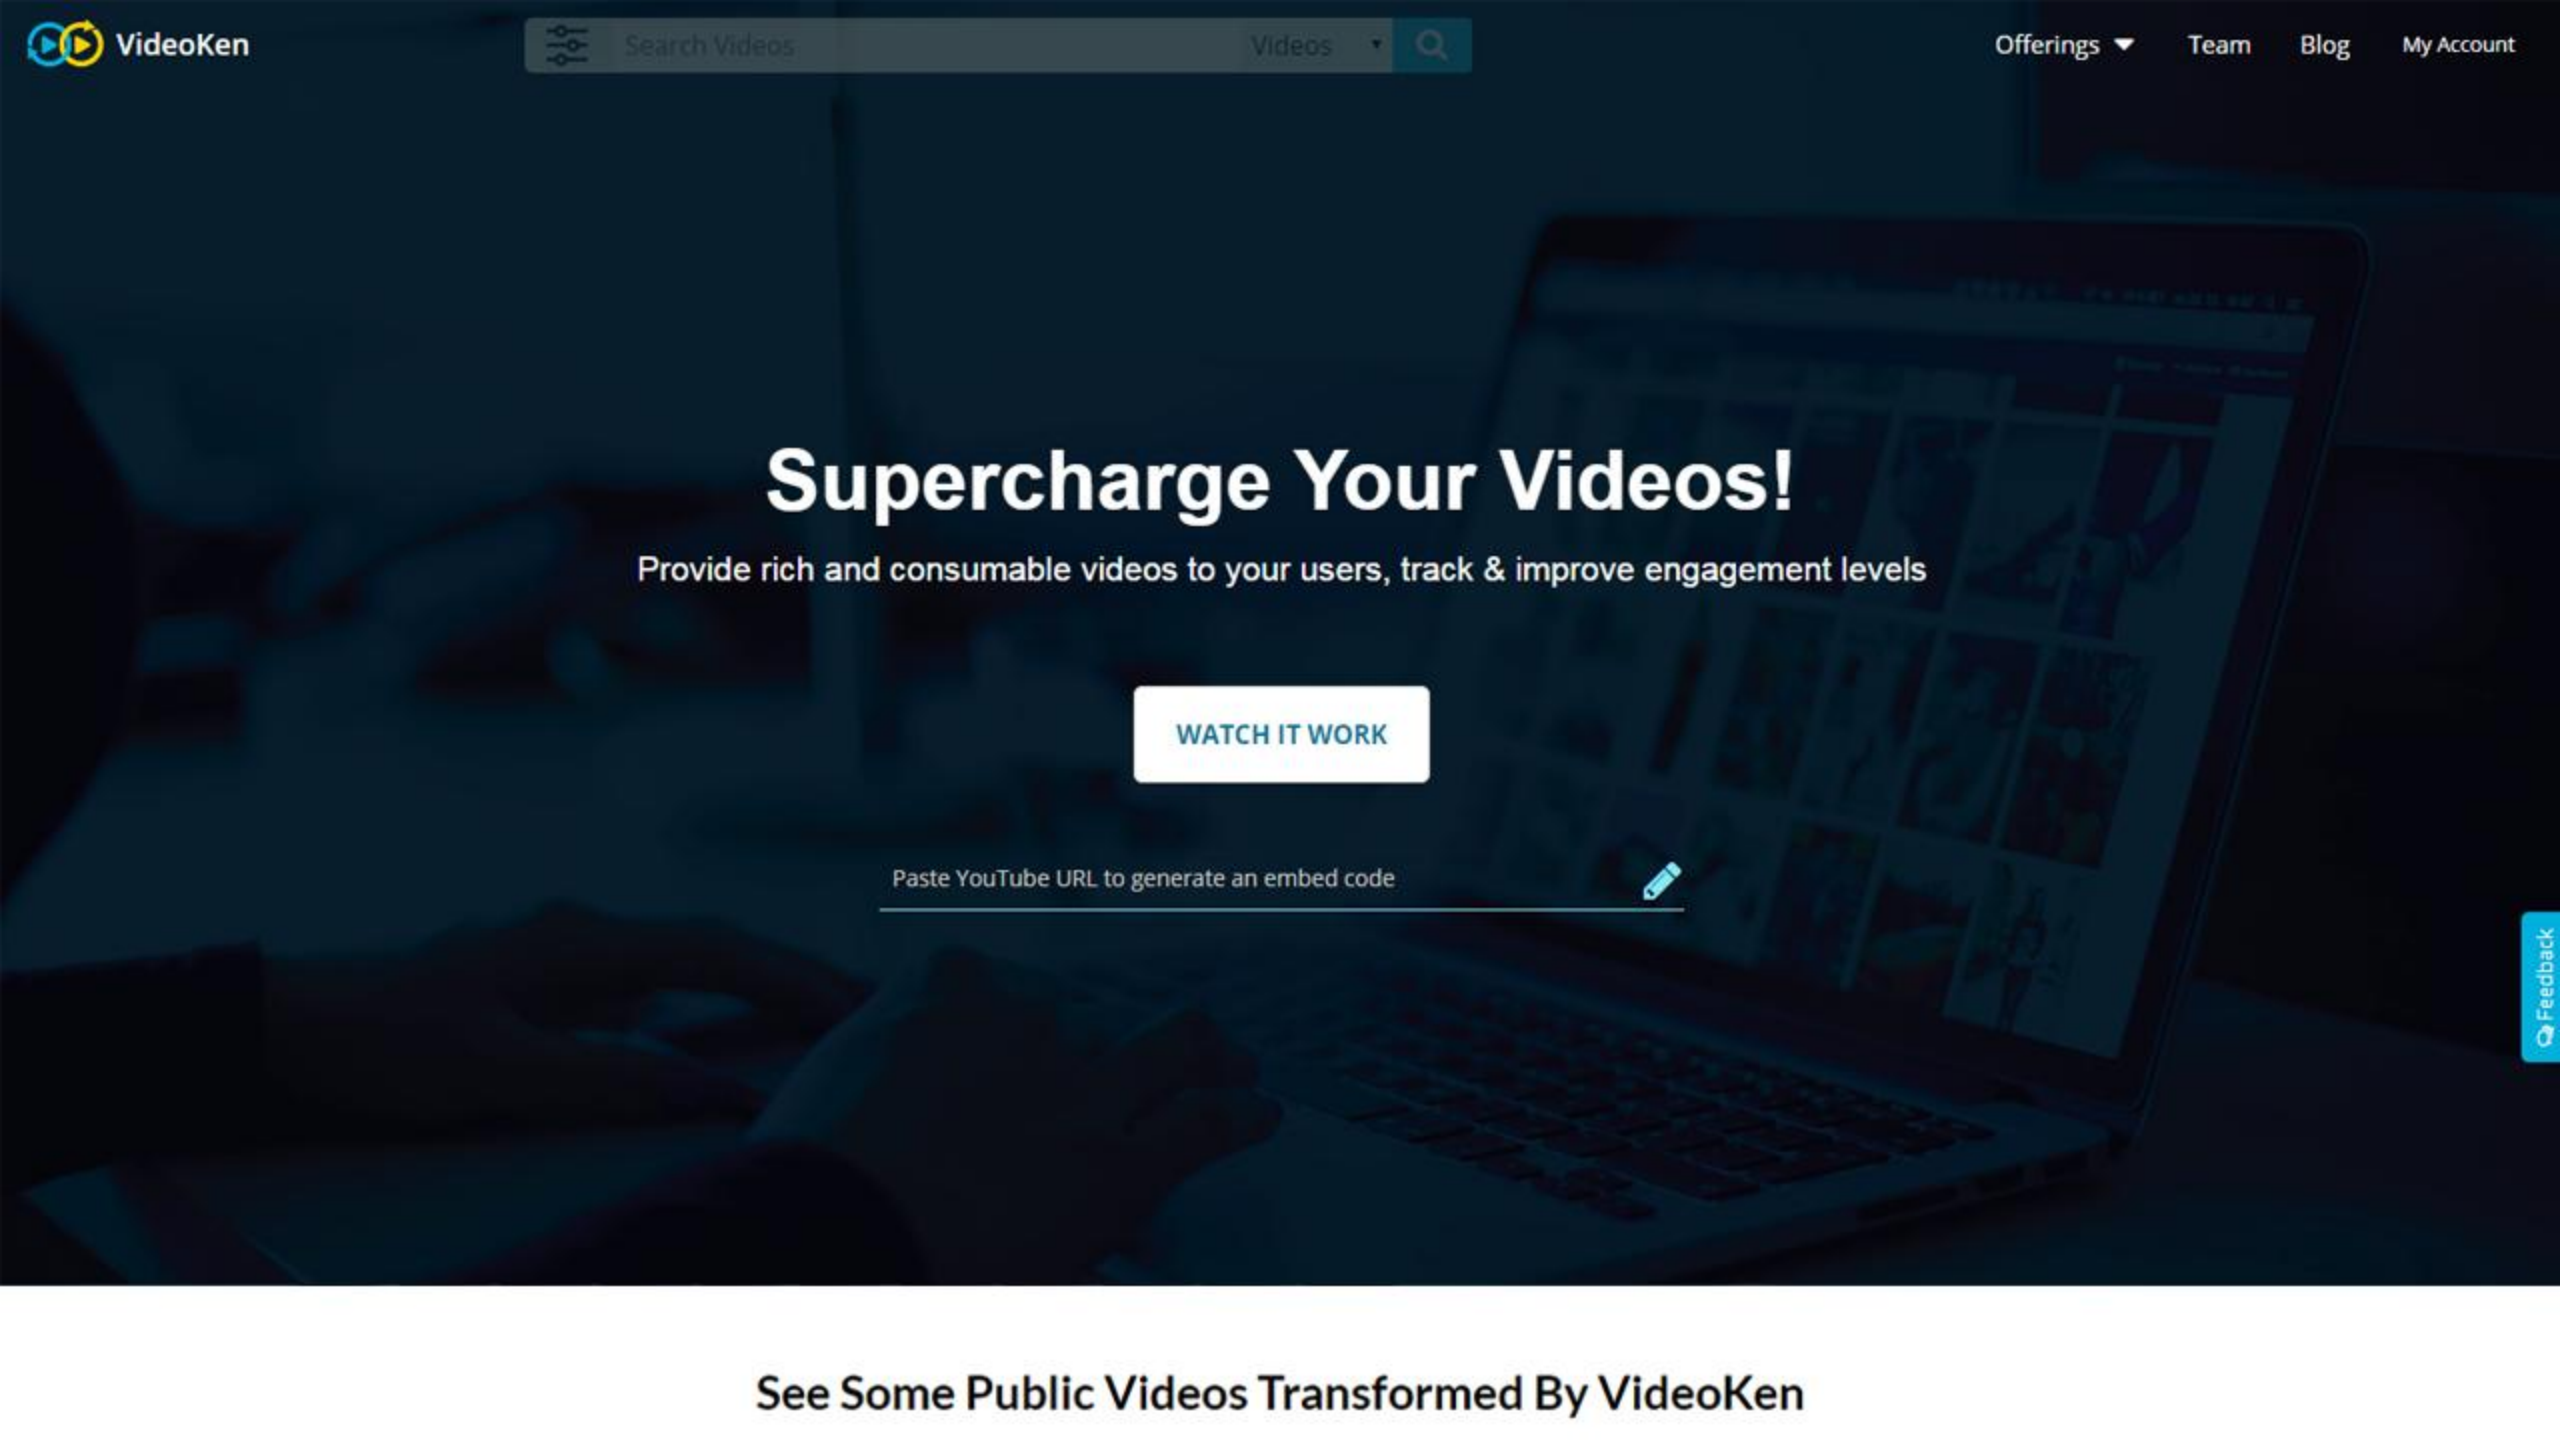 VideoKen
Search Videos
Videos
Offerings
Team
Blog
My Account
Supercharge Your Videos!
Provide rich and consumable videos to your users, track & improve engagement levels
WATCH IT WORK
Paste YouTube URL to generate an embed code
Feedback
See Some Public Videos Transformed By VideoKen